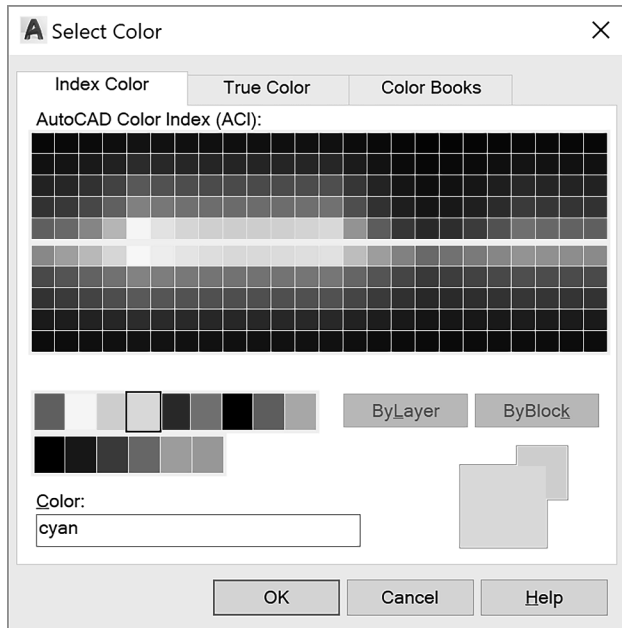 Select Color
Index Color True Color Color Books
AutoCAD Color Index (ACI):
ByLayer ByBlock
Color:
cyan
OK Cancel Help